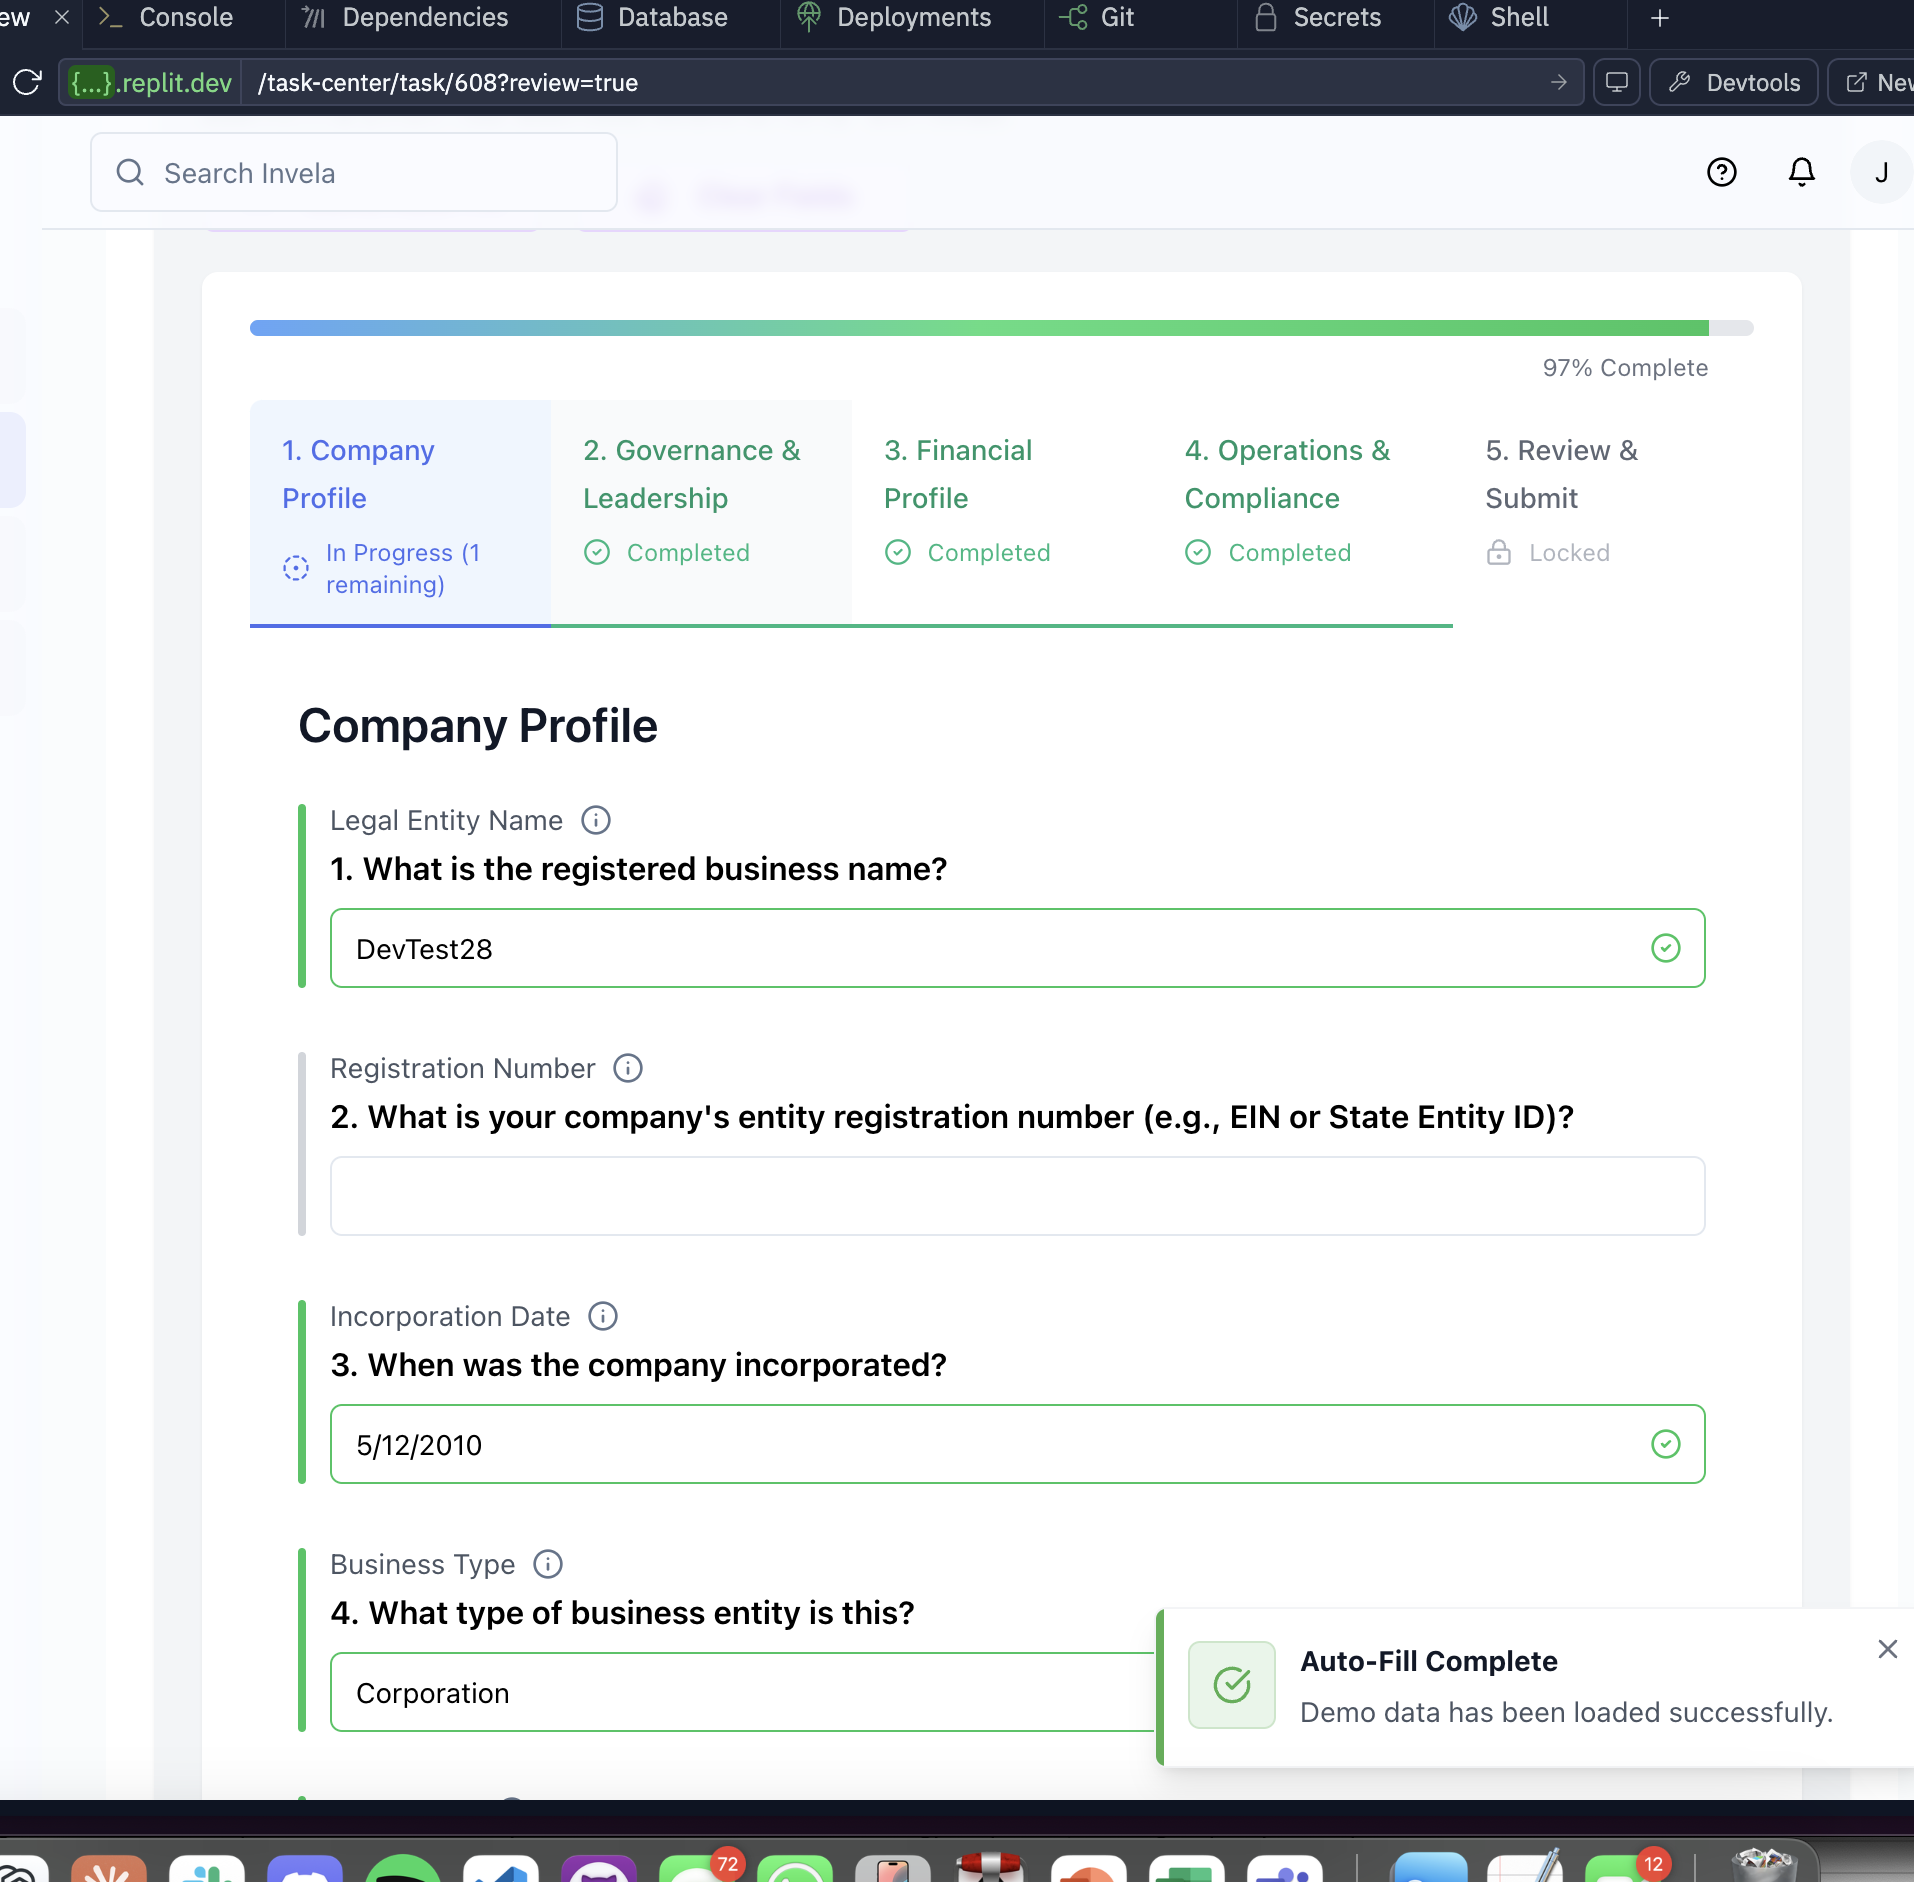 ew
Console
Dependencies
Database
Deployments
Git
Secrets
Shell
{...}.replit.dev
/task-center/task/608?review=true
Devtools
New
Search Invela
J
97% Complete
1. Company
Profile
In Progress (1
remaining)
2. Governance &
Leadership
Completed
3. Financial
Profile
Completed
4. Operations &
Compliance
Completed
5. Review &
Submit
Locked
Company Profile
Legal Entity Name
1. What is the registered business name?
DevTest28
Registration Number
2. What is your company's entity registration number (e.g., EIN or State Entity ID)?
Incorporation Date
3. When was the company incorporated?
5/12/2010
Business Type
4. What type of business entity is this?
Corporation
Auto-Fill Complete
Demo data has been loaded successfully.
72
12